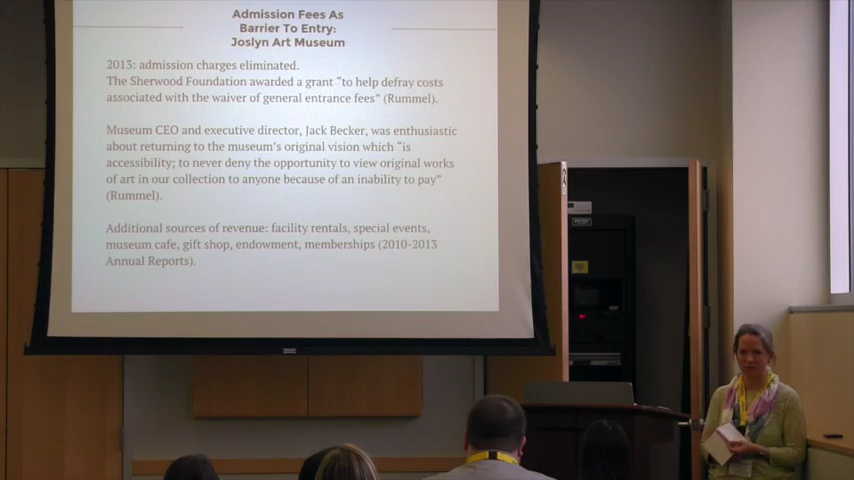 Admission Fees As
Barrier To Entry:
Joslyn Art Museum
2013: admission charges eliminated.
The Sherwood Foundation awarded a grant “to help defray costs
associated with the waiver of general entrance fees” (Rummel).
Museum CEO and executive director, Jack Becker, was enthusiastic
about returning to the museum’s original vision which “is
accessibility; to never deny the opportunity to view original works
of art in our collection to anyone because of an inability to pay”
(Rummel).
Additional sources of revenue: facility rentals, special events,
museum cafe, gift shop, endowment, memberships (2010-2013
Annual Reports).